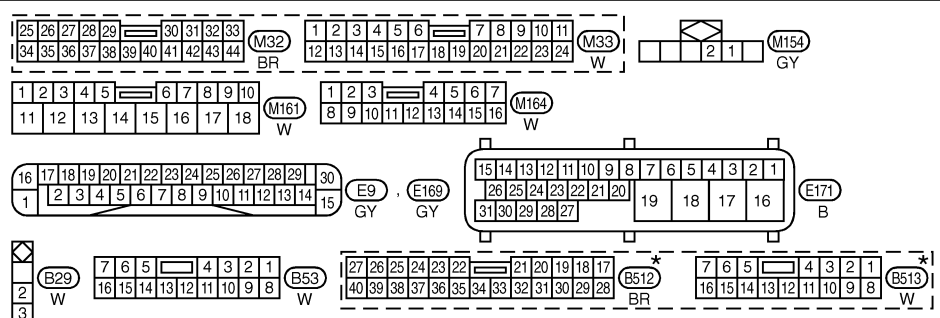 25 26 27 28 29 30 31 32 33
34 35 36 37 38 39 40 41 42 43 44
M32
BR
1 2 3 4 5 6 7 8 9 10 11
12 13 14 15 16 17 18 19 20 21 22 23 24
M33
W
2 1
M154
GY
1 2 3 4 5 6 7 8 9 10
11 12 13 14 15 16 17 18
M161
W
1 2 3 4 5 6 7
8 9 10 11 12 13 14 15 16
M164
W
16 17 18 19 20 21 22 23 24 25 26 27 28 29 30
1 2 3 4 5 6 7 8 9 10 11 12 13 14 15
E9 , E169
GY GY
15 14 13 12 11 10 9 8 7 6 5 4 3 2 1
26 25 24 23 22 21 20
31 30 29 28 27
19 18 17 16
E171
B
2
3
B29
W
7 6 5 4 3 2 1
16 15 14 13 12 11 10 9 8
B53
W
27 26 25 24 23 22 21 20 19 18 17
40 39 38 37 36 35 34 33 32 31 30 29 28
*
B512
BR
7 6 5 4 3 2 1
16 15 14 13 12 11 10 9 8
*
B513
W